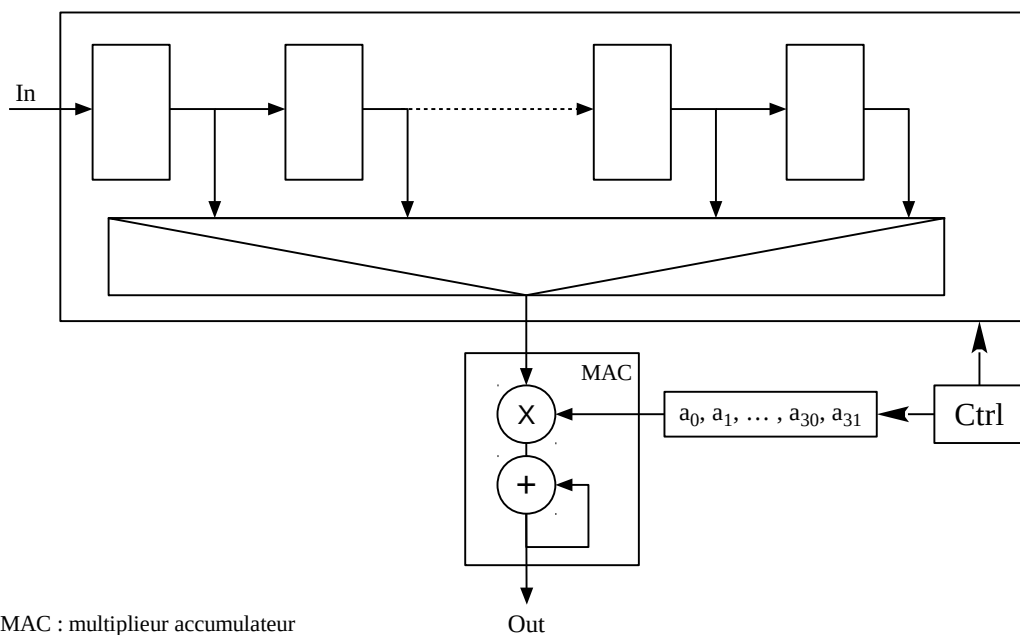 In
MAC
X
a0, a1, … , a30, a31
Ctrl
+
MAC : multiplieur accumulateur
Out